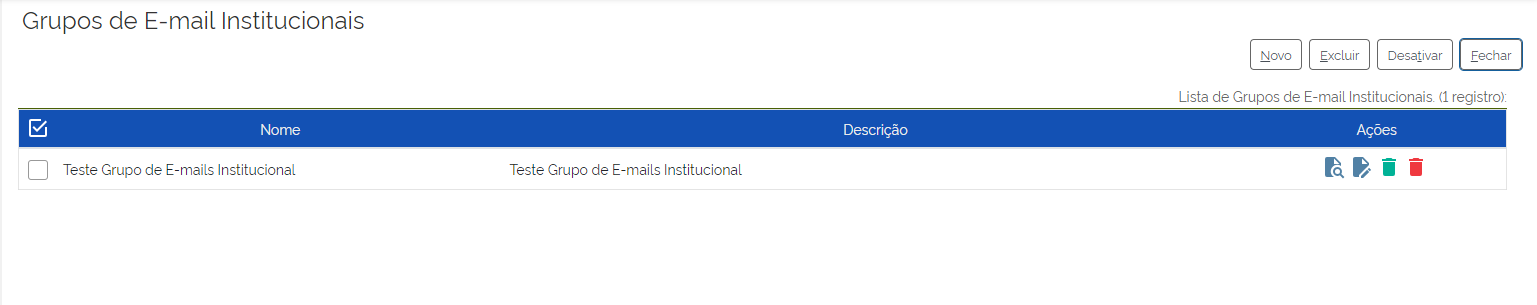 Grupos de E-mail Institucionais
Novo Excluir Desativar Fechar
Lista de Grupos de E-mail Institucionais. (1 registro):
Nome Descrição Ações
Teste Grupo de E-mails Institucional Teste Grupo de E-mails Institucional